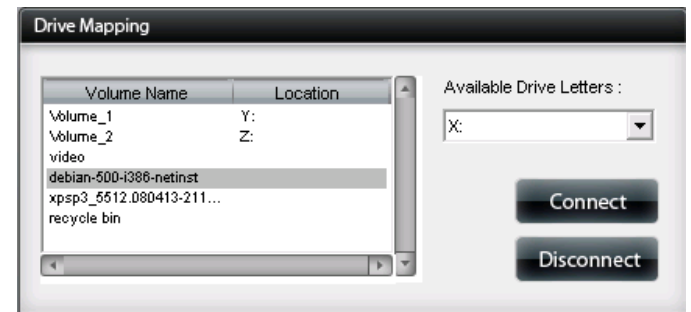 Drive Mapping
Volume Name Location
Volume_1 Y:
Volume_2 Z:
video
debian-500-i386-netinst
xpsp3_5512.080413-211...
recycle bin
Available Drive Letters :
X:
Connect
Disconnect